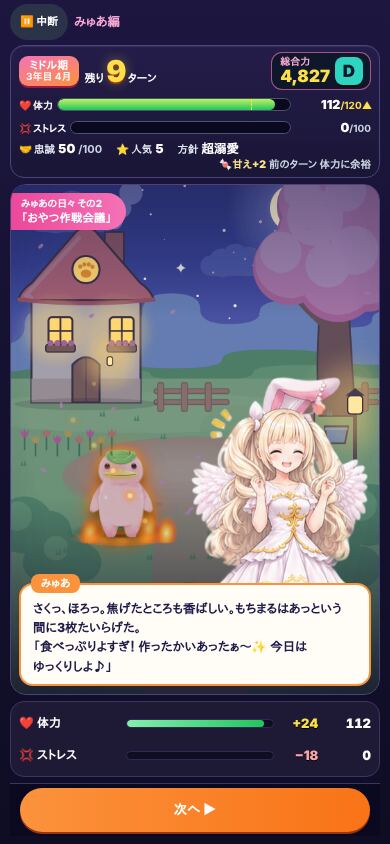 中断 みゅあ編
ミドル期
3年目 4月
残り9ターン
総合力
4,827 D
体力 112/120▲
ストレス 0/100
忠誠 50/100 人気 5 方針 超溺愛
甘え+2 前のターン 体力に余裕
みゅあの日々 その2
「おやつ作戦会議」
みゅあ
さくっ、ほろっ。焦げたところも香ばしい。もちまるはあっという
間に3枚たいらげた。
「食べっぷりよすぎ! 作ったかいあったぁ〜✨ 今日は
ゆっくりしよ♪」
体力 +24 112
ストレス −18 0
次へ ▶